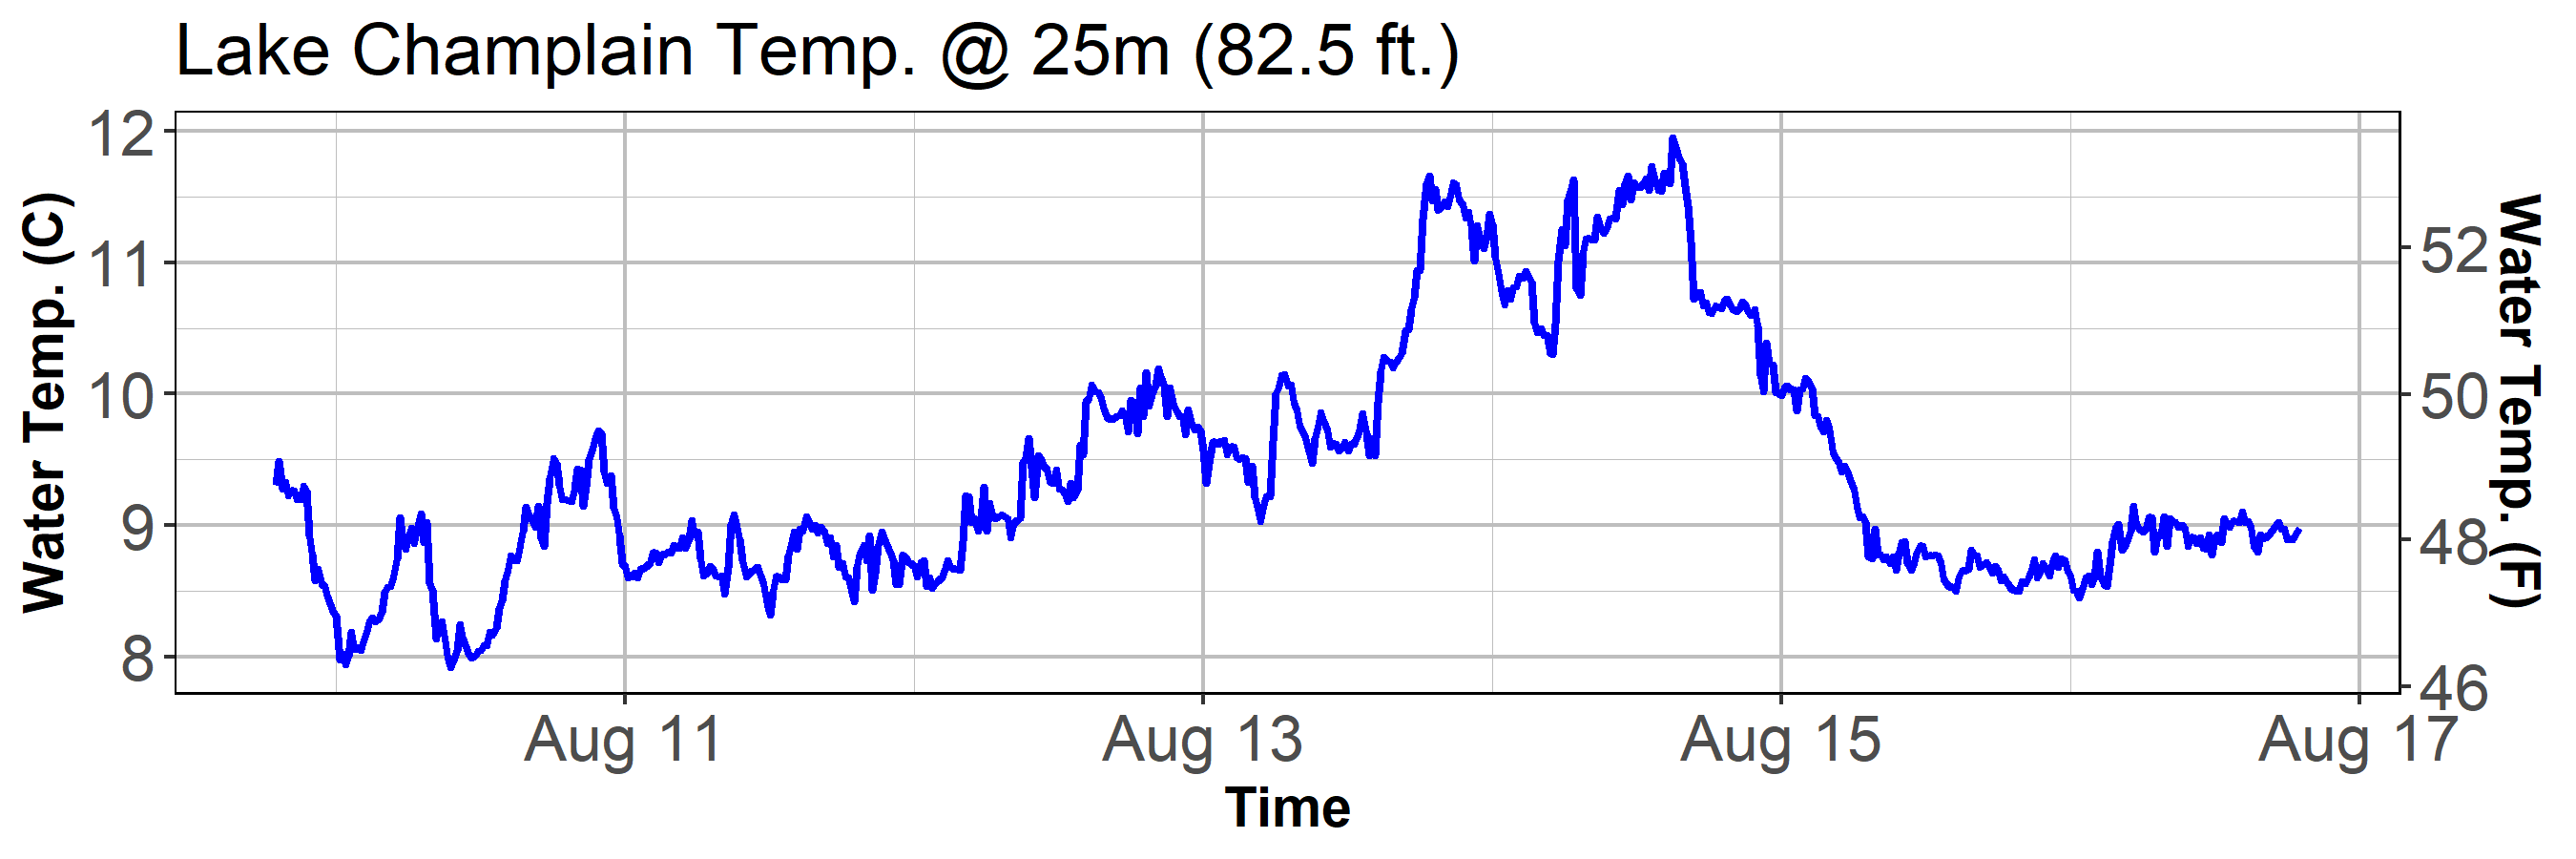 Lake Champlain Temp. @ 25m (82.5 ft.)
Water Temp. (C)
12
11
10
9
8
52
50
48
46
Water Temp. (F)
Aug 11 Aug 13 Aug 15 Aug 17
Time